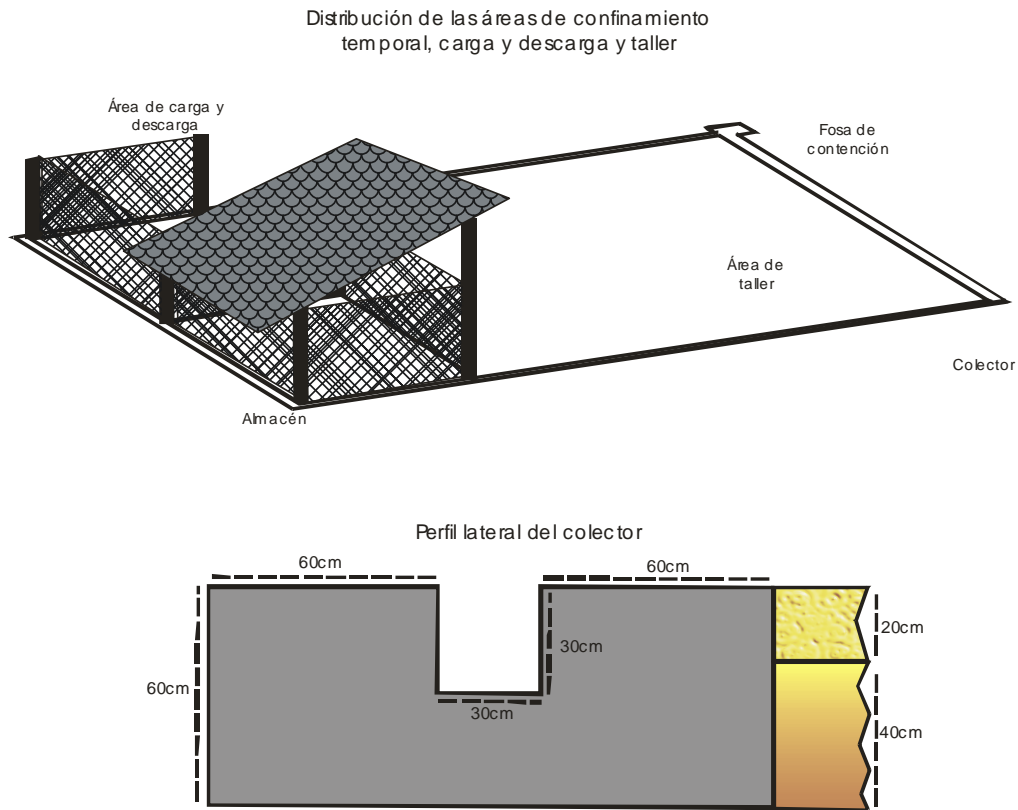 Distribución de las áreas de confinamiento
temporal, carga y descarga y taller
Área de carga y
descarga
Fosa de
contención
Área de
taller
Colector
Almacén
Perfil lateral del colector
60cm
60cm
20cm
30cm
60cm
30cm
40cm